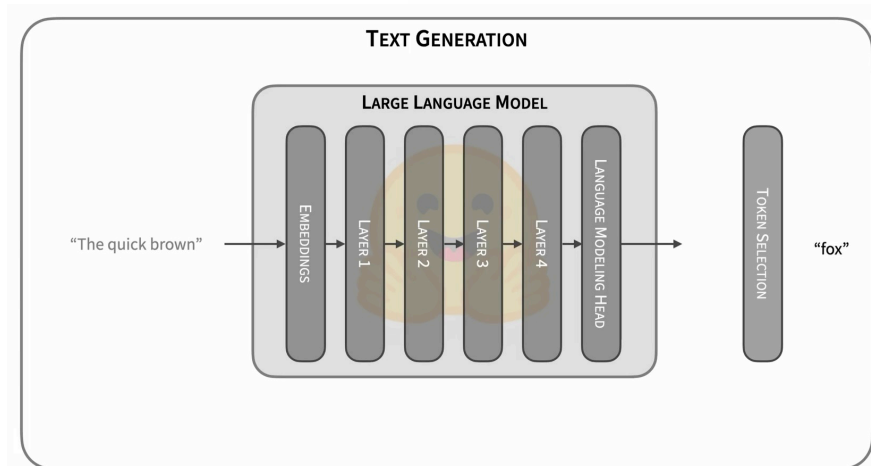 TEXT GENERATION
LARGE LANGUAGE MODEL
“The quick brown”
EMBEDDINGS
LAYER 1
LAYER 2
LAYER 3
LAYER 4
LANGUAGE MODELING HEAD
TOKEN SELECTION
“fox”